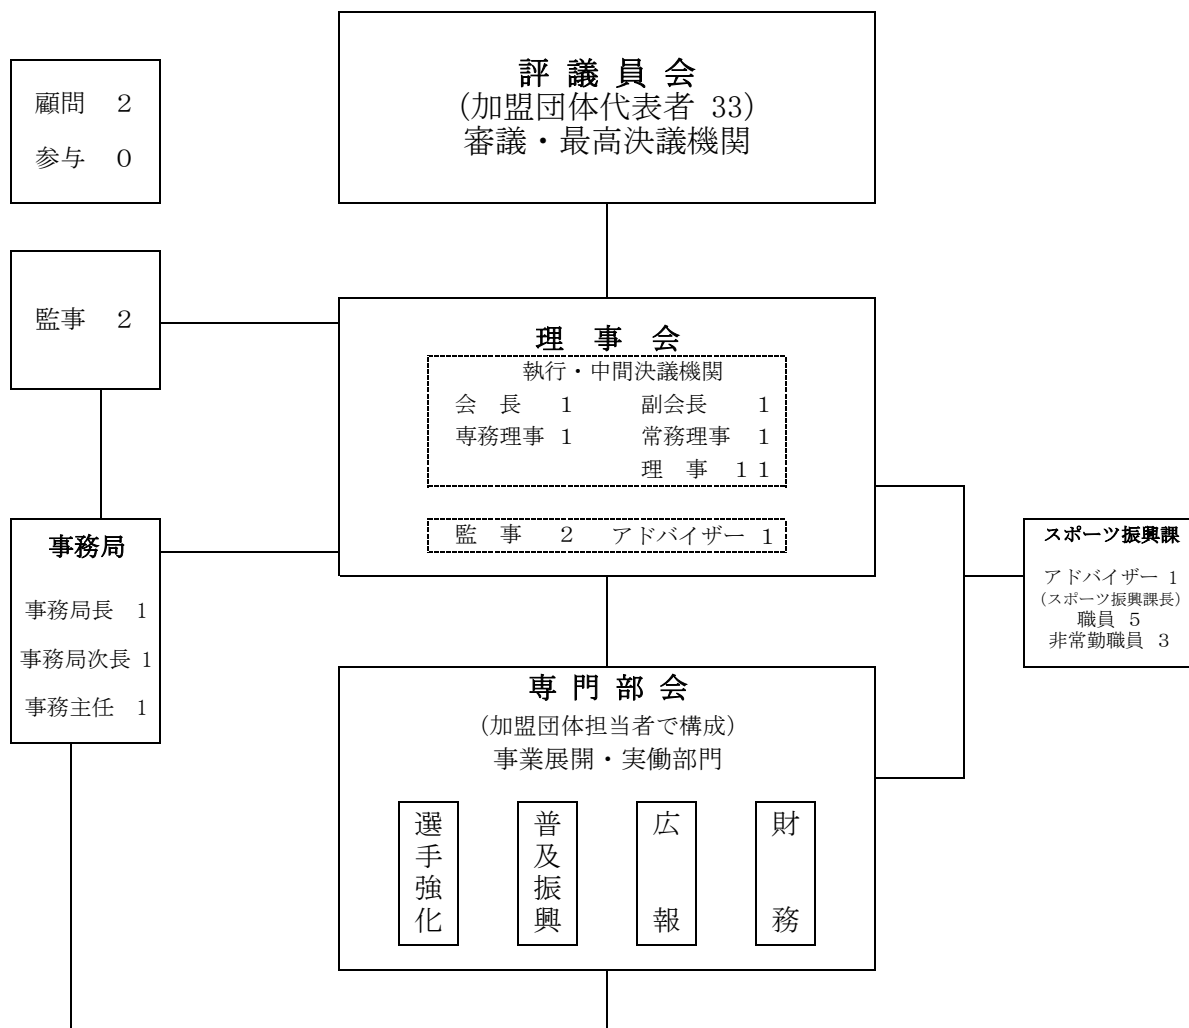 評議員会
(加盟団体代表者 33)
審議・最高決議機関
顧問 2
参与 0
監事 2
理事会
執行・中間決議機関
会長 1 副会長 1
専務理事 1 常務理事 1
理事 11
監事 2 アドバイザー 1
事務局
事務局長 1
事務局次長 1
事務主任 1
スポーツ振興課
アドバイザー 1
(スポーツ振興課長)
職員 5
非常勤職員 3
専門部会
(加盟団体担当者で構成)
事業展開・実働部門
選手強化
普及振興
広報
財務